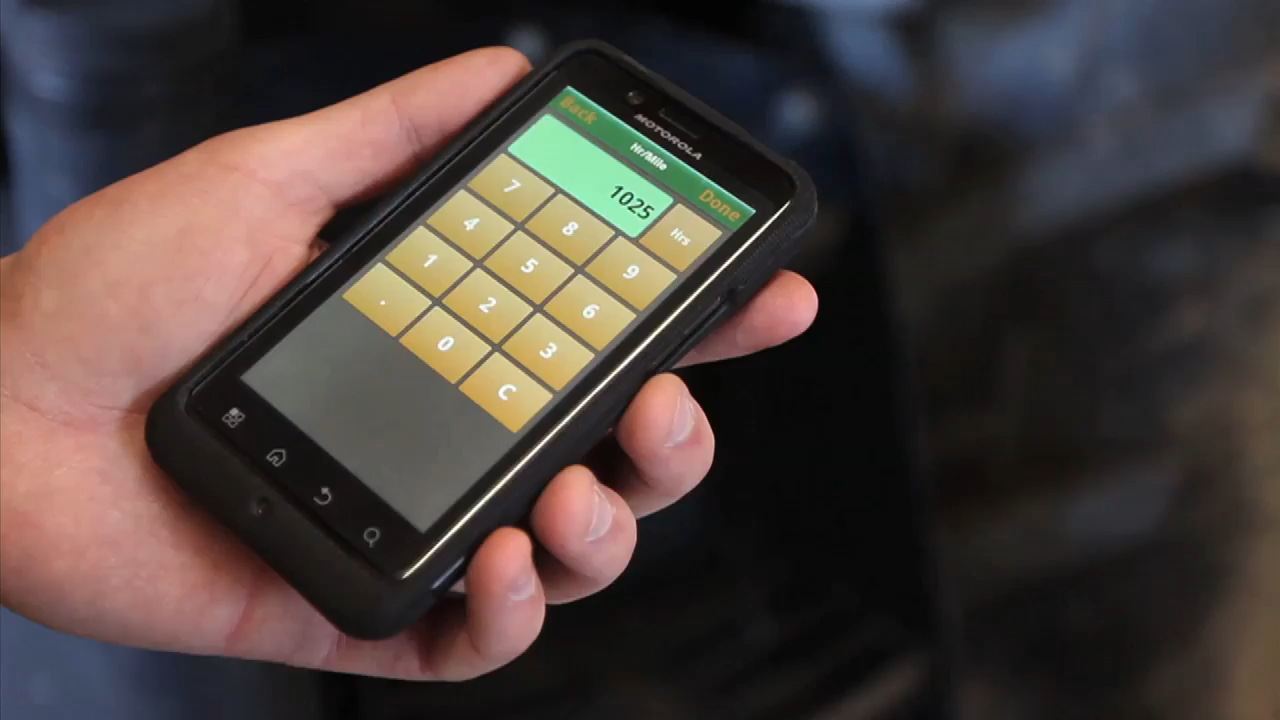 MOTOROLA
Back
Hr/Mile
Done
1025
Hrs
7 8 9
4 5 6
1 2 3
. 0 C